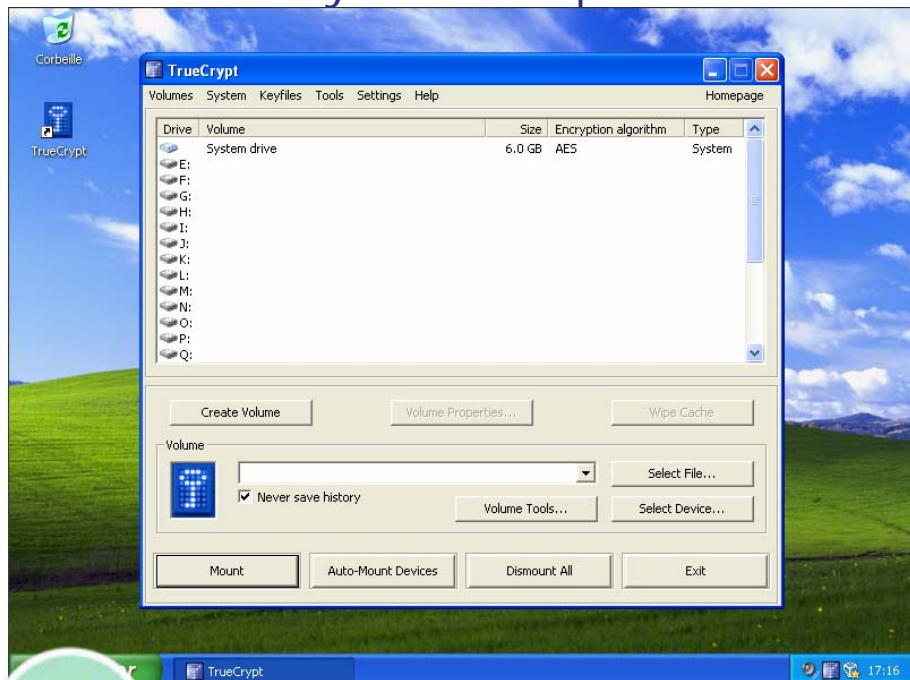 Corbeille
TrueCrypt
TrueCrypt
Volumes System Keyfiles Tools Settings Help Homepage
Drive Volume Size Encryption algorithm Type
System drive 6.0 GB AES System
E:
F:
G:
H:
I:
J:
K:
L:
M:
N:
O:
P:
Q:
Create Volume Volume Properties... Wipe Cache
Volume
Select File...
Never save history
Volume Tools... Select Device...
Mount Auto-Mount Devices Dismount All Exit
TrueCrypt 17:16